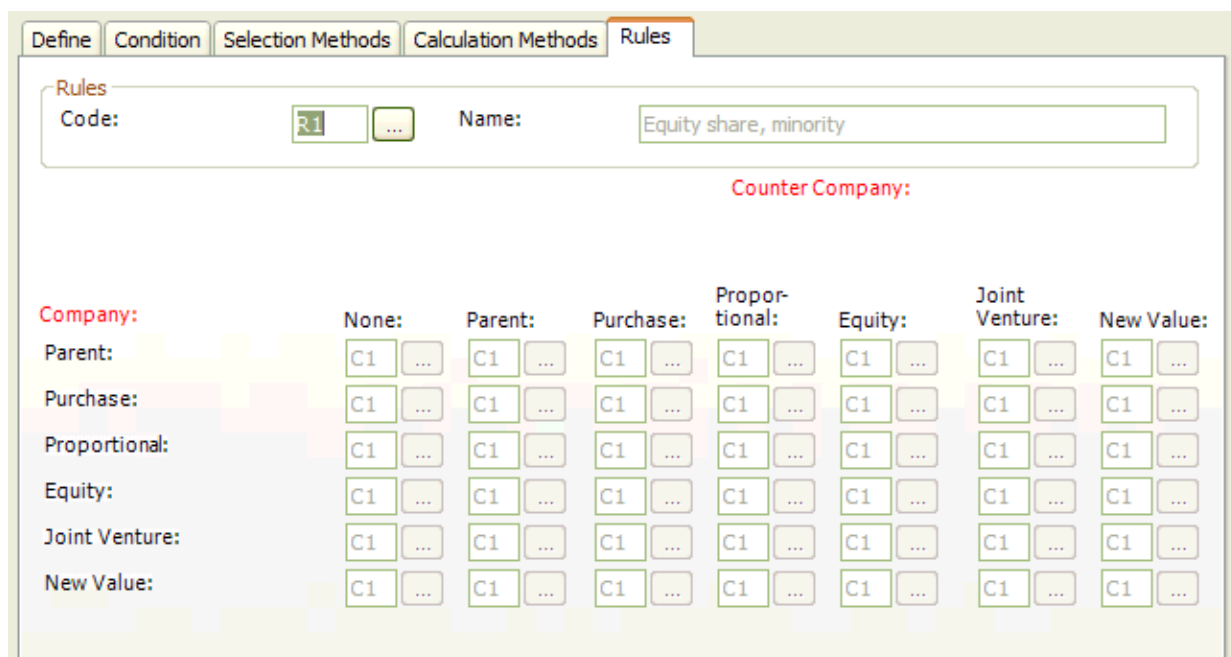 Define Condition Selection Methods Calculation Methods Rules
Rules
Code: R1 ... Name: Equity share, minority
Counter Company:
Propor- Joint
Company: None: Parent: Purchase: tional: Equity: Venture: New Value:
Parent: C1 ... C1 ... C1 ... C1 ... C1 ... C1 ... C1 ...
Purchase: C1 ... C1 ... C1 ... C1 ... C1 ... C1 ... C1 ...
Proportional: C1 ... C1 ... C1 ... C1 ... C1 ... C1 ... C1 ...
Equity: C1 ... C1 ... C1 ... C1 ... C1 ... C1 ... C1 ...
Joint Venture: C1 ... C1 ... C1 ... C1 ... C1 ... C1 ... C1 ...
New Value: C1 ... C1 ... C1 ... C1 ... C1 ... C1 ... C1 ...